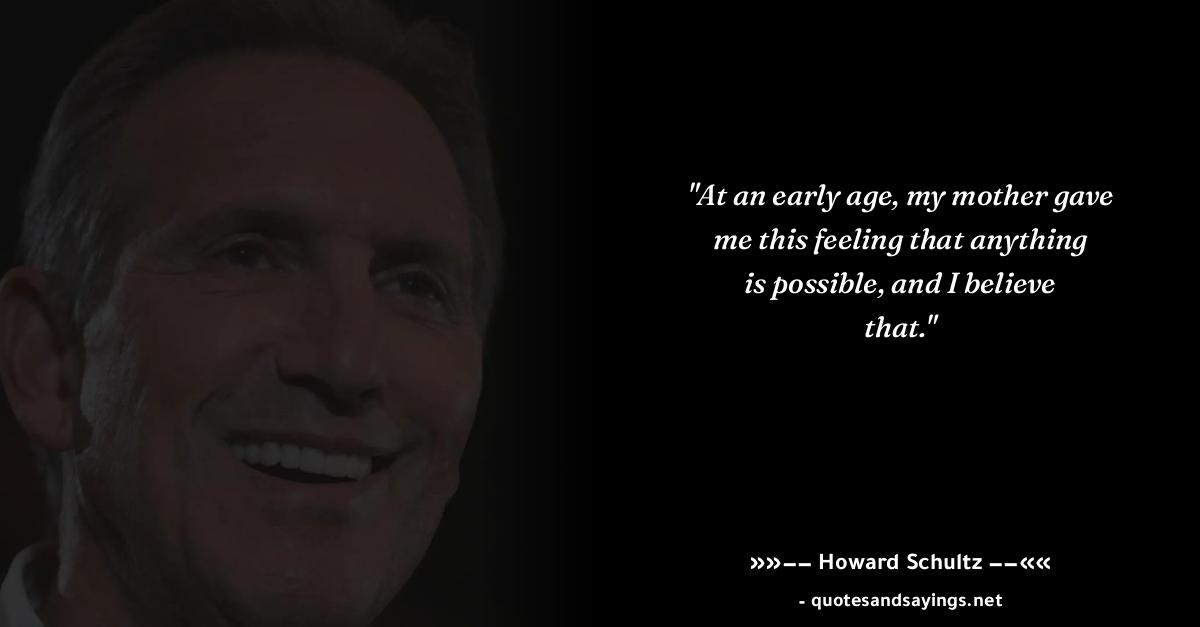 "At an early age, my mother gave
me this feeling that anything
is possible, and I believe
that."
»»–– Howard Schultz ––««
- quotesandsayings.net